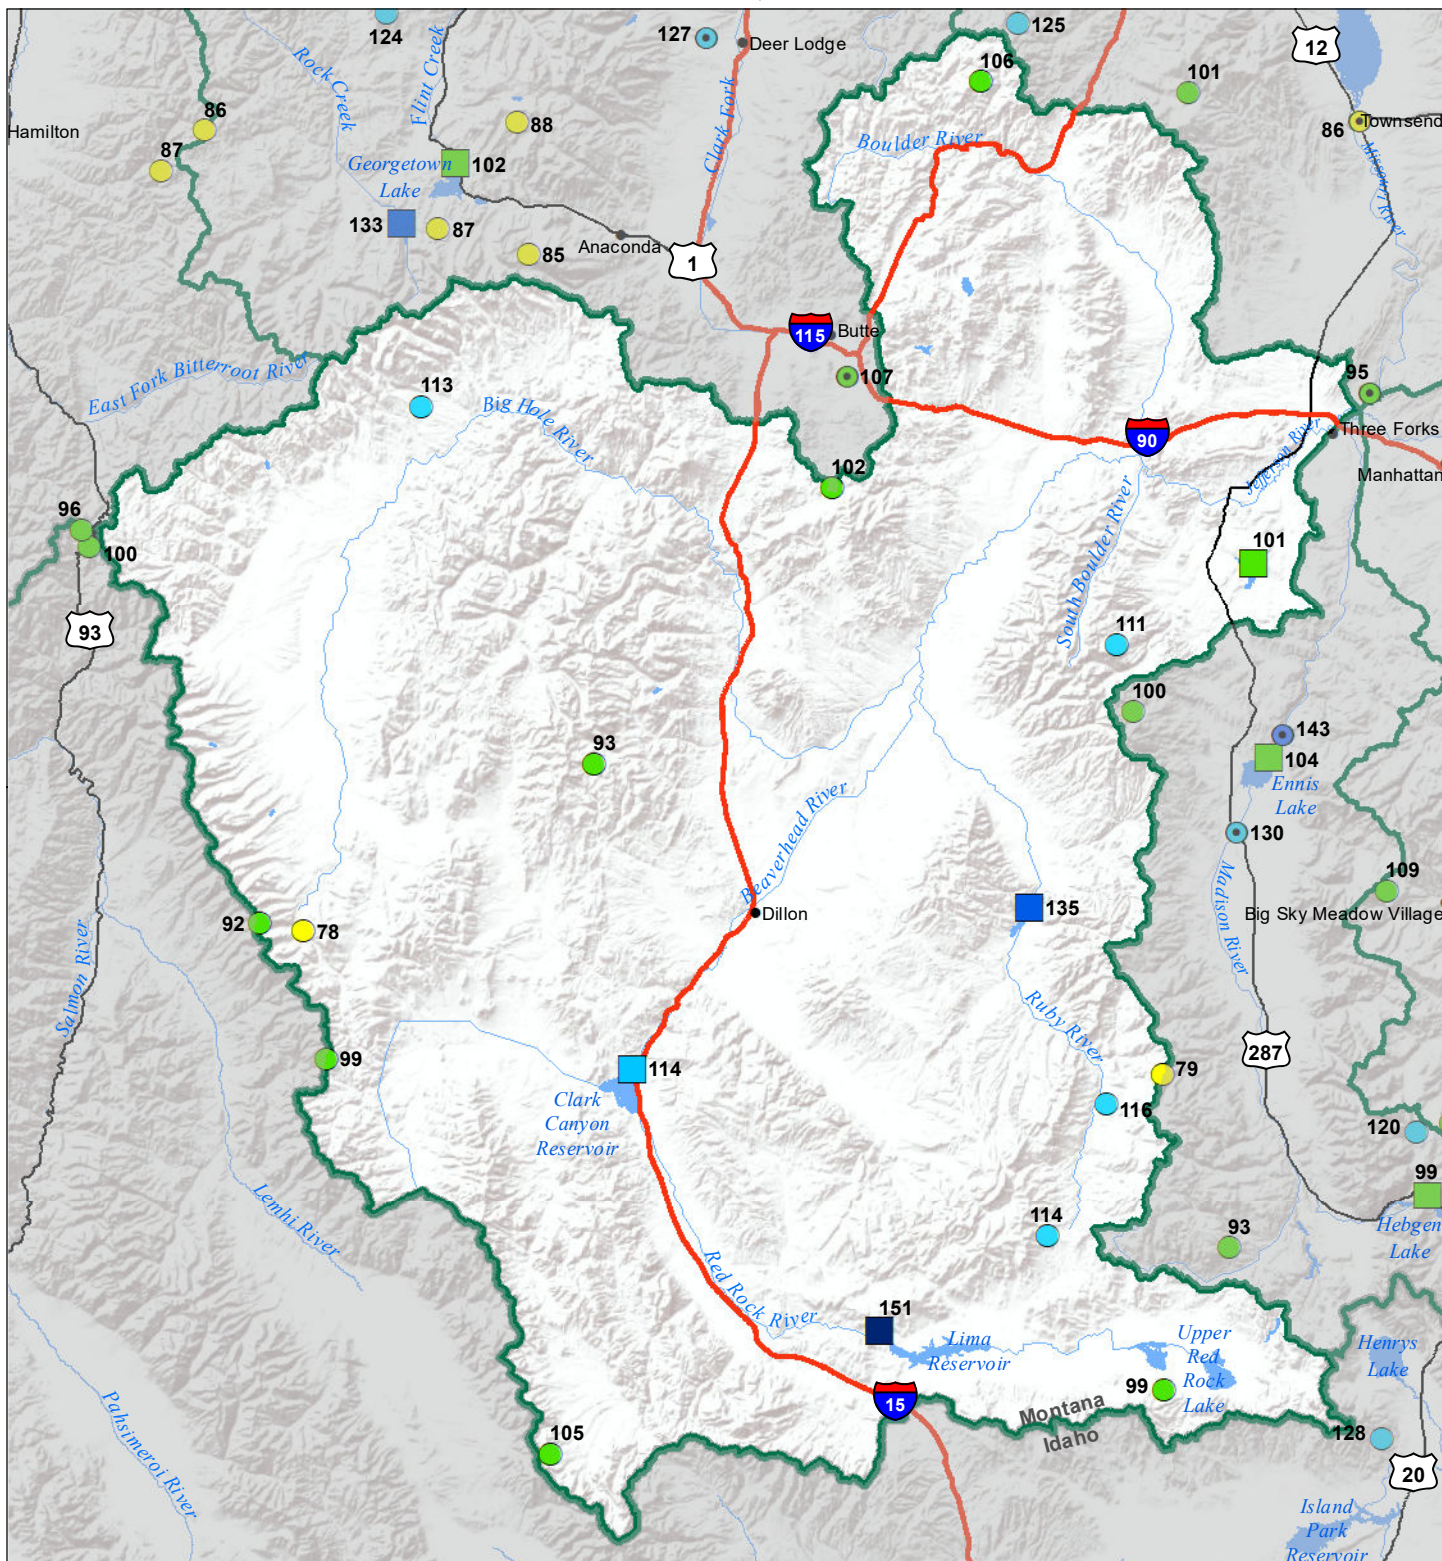 124
127
Deer Lodge
125
12
Rock Creek
Flint Creek
Clark Fork
106
101
86
88
86
Townsend
Hamilton
87
Georgetown
Lake
102
Boulder River
Missouri River
133
87
85
Anaconda
1
115
Butte
107
East Fork Bitterroot River
113
Big Hole River
95
90
Three Forks
Jefferson River
Manhattan
102
96
100
South Boulder River
101
93
111
100
93
143
104
Ennis
Lake
Beaverhead River
130
Madison River
109
Big Sky Meadow Village
92
78
Dillon
135
Salmon River
Ruby River
99
114
Clark
Canyon
Reservoir
287
79
116
120
99
Hebgen
Lake
Lemhi River
114
93
Red Rock River
151
Lima
Reservoir
Upper
Red
Rock
Lake
Henrys
Lake
99
15
Montana
Idaho
128
105
Pahsimeroi River
20
Island
Park
Reservoir